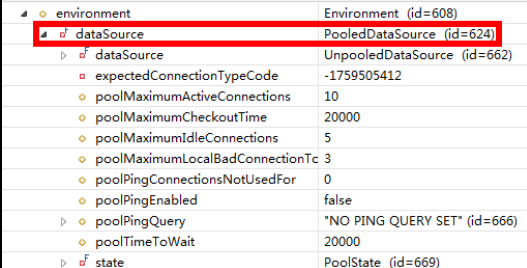 environment Environment (id=608)
dataSource PooledDataSource (id=624)
dataSource UnpooledDataSource (id=662)
expectedConnectionTypeCode -1759505412
poolMaximumActiveConnections 10
poolMaximumCheckoutTime 20000
poolMaximumIdleConnections 5
poolMaximumLocalBadConnectionTc 3
poolPingConnectionsNotUsedFor 0
poolPingEnabled false
poolPingQuery "NO PING QUERY SET" (id=666)
poolTimeToWait 20000
state PoolState (id=669)